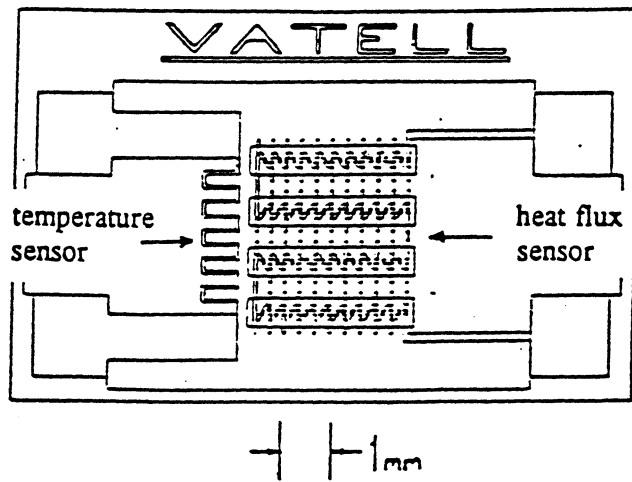 VATELL
temperature
sensor
heat flux
sensor
1mm